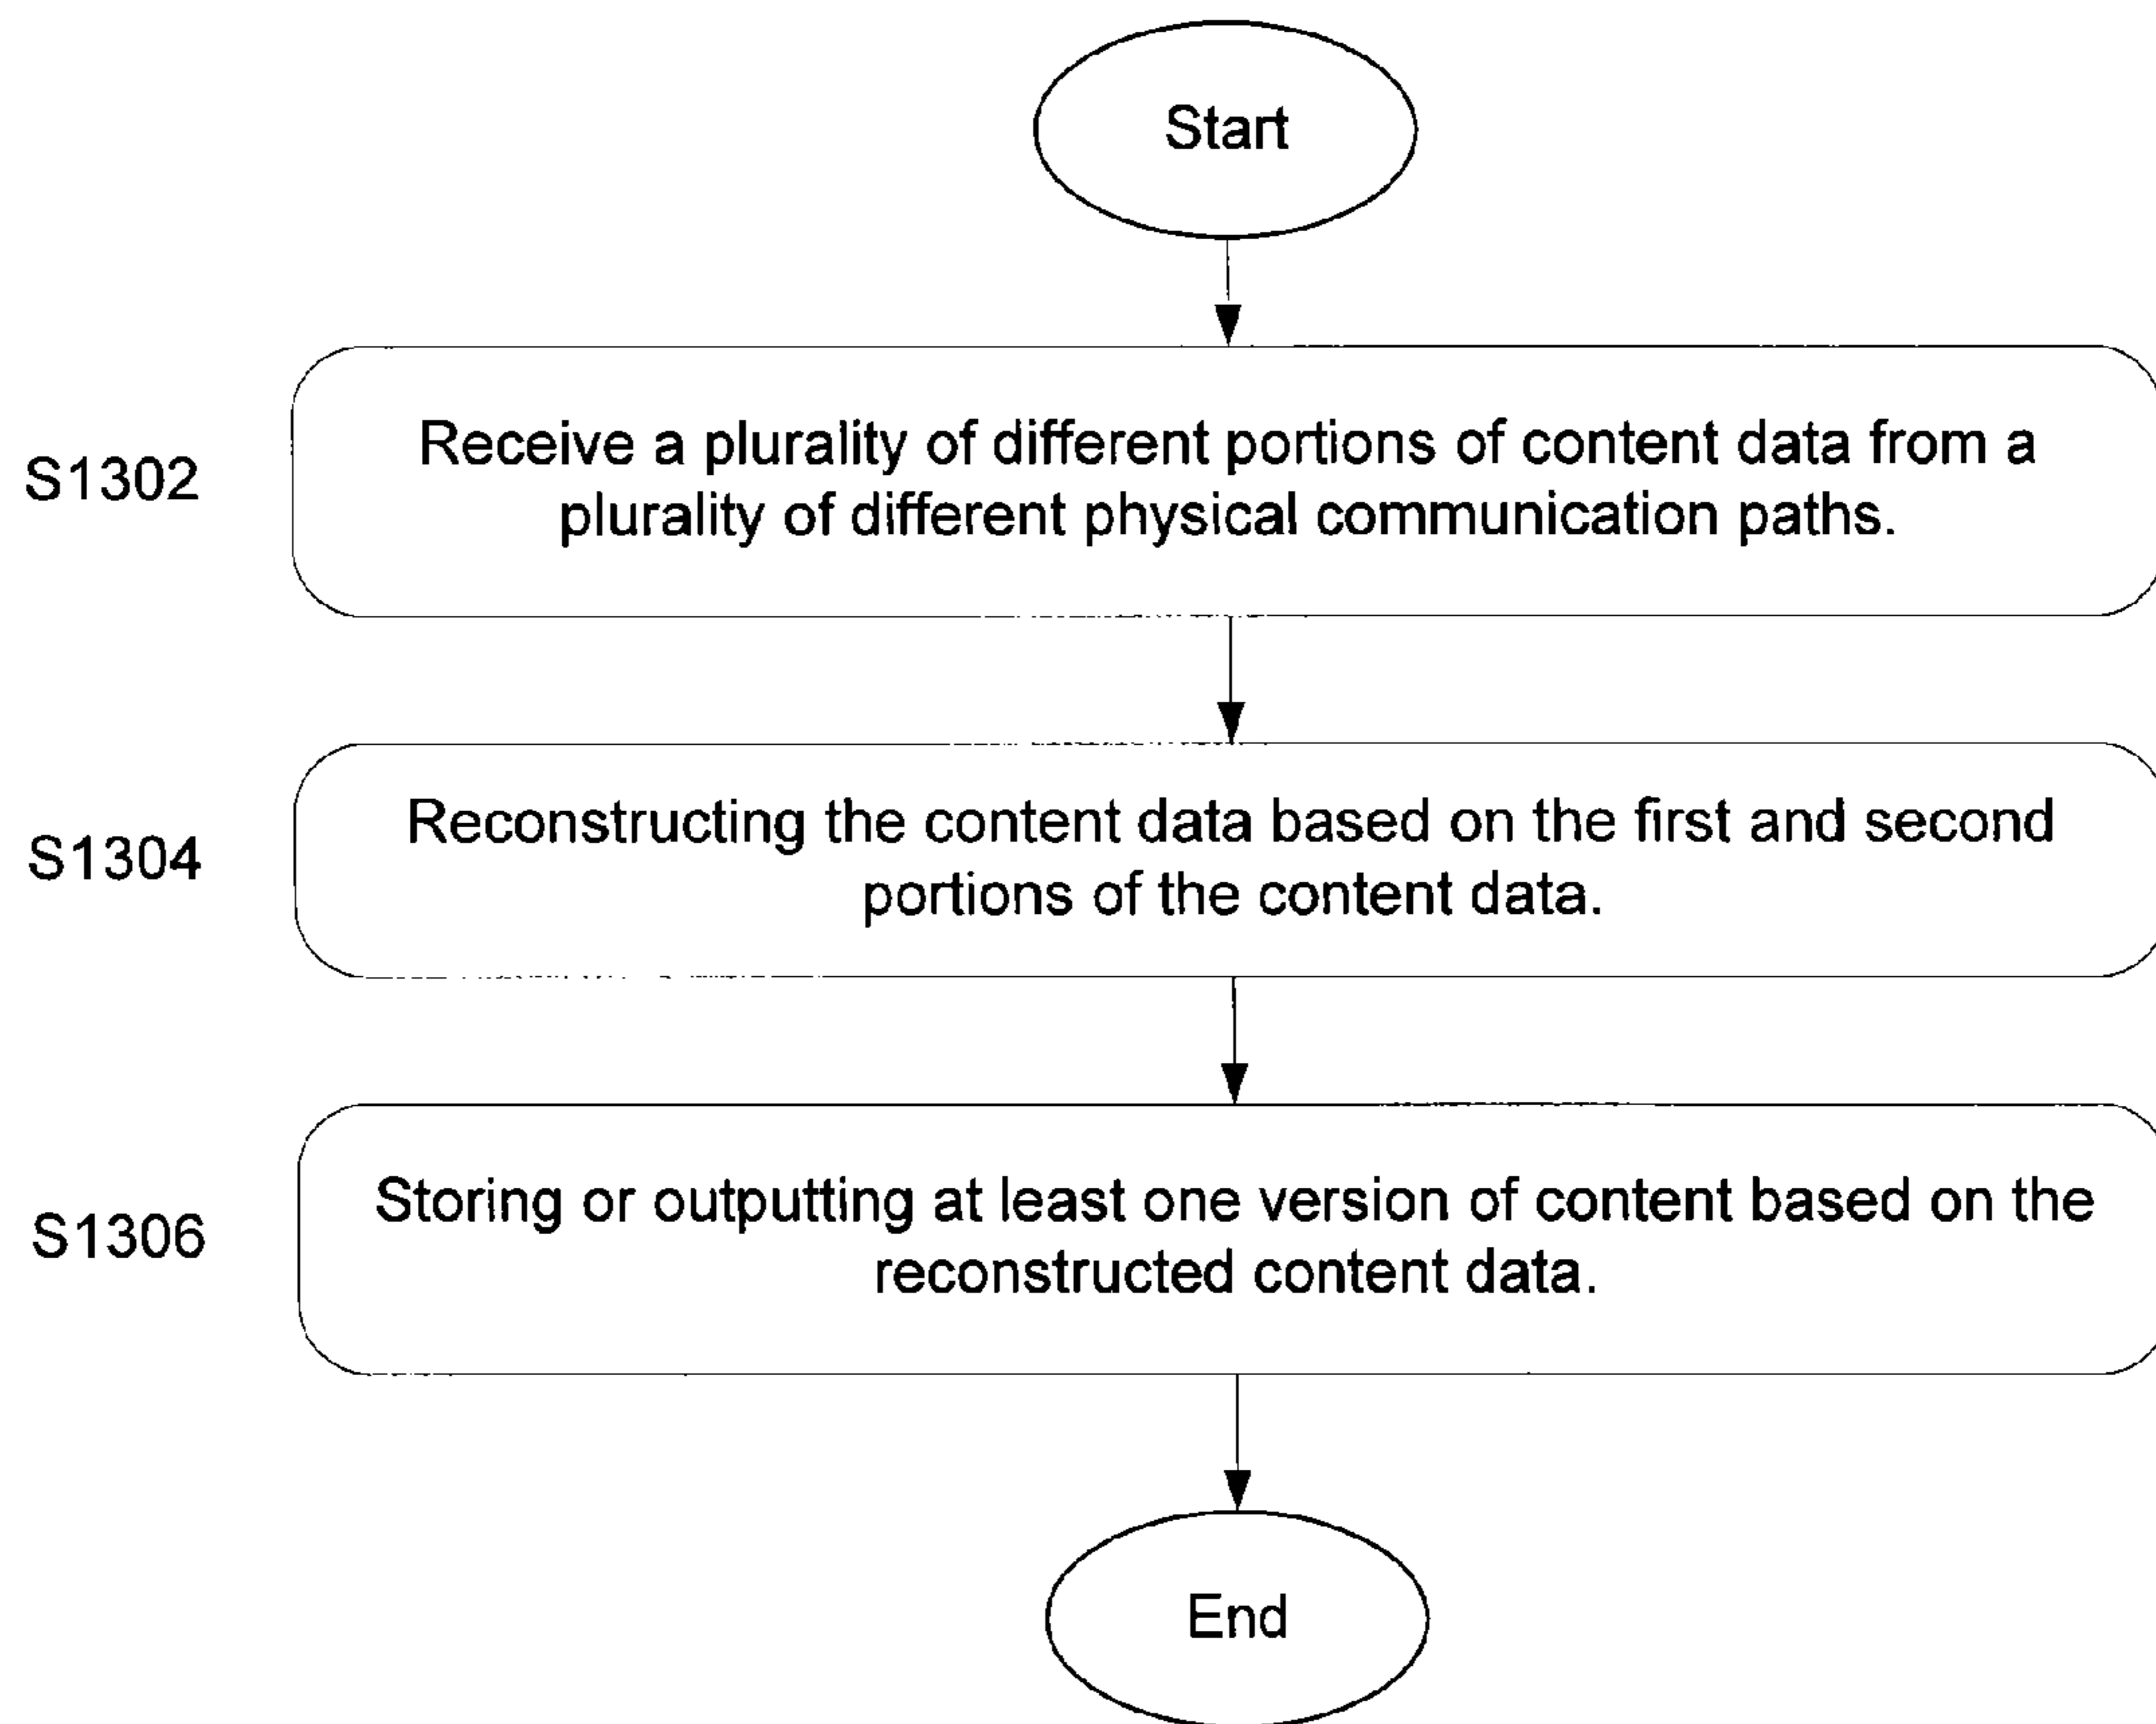 Start
S1302
Receive a plurality of different portions of content data from a
plurality of different physical communication paths.
S1304
Reconstructing the content data based on the first and second
portions of the content data.
S1306
Storing or outputting at least one version of content based on the
reconstructed content data.
End